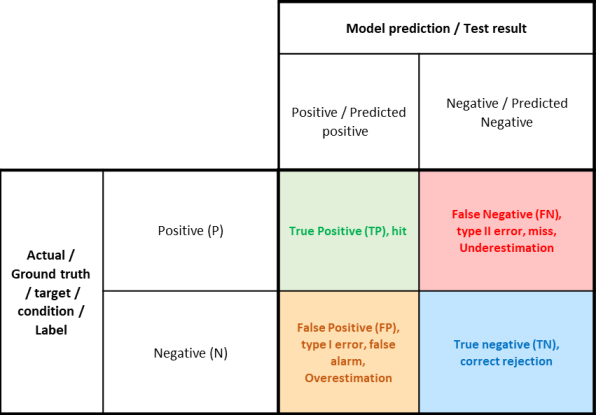 Model prediction / Test result
Positive / Predicted
positive
Negative / Predicted
Negative
Actual /
Ground truth
/ target /
condition /
Label
Positive (P)
True Positive (TP), hit
False Negative (FN),
type II error, miss,
Underestimation
Negative (N)
False Positive (FP),
type I error, false
alarm,
Overestimation
True negative (TN),
correct rejection